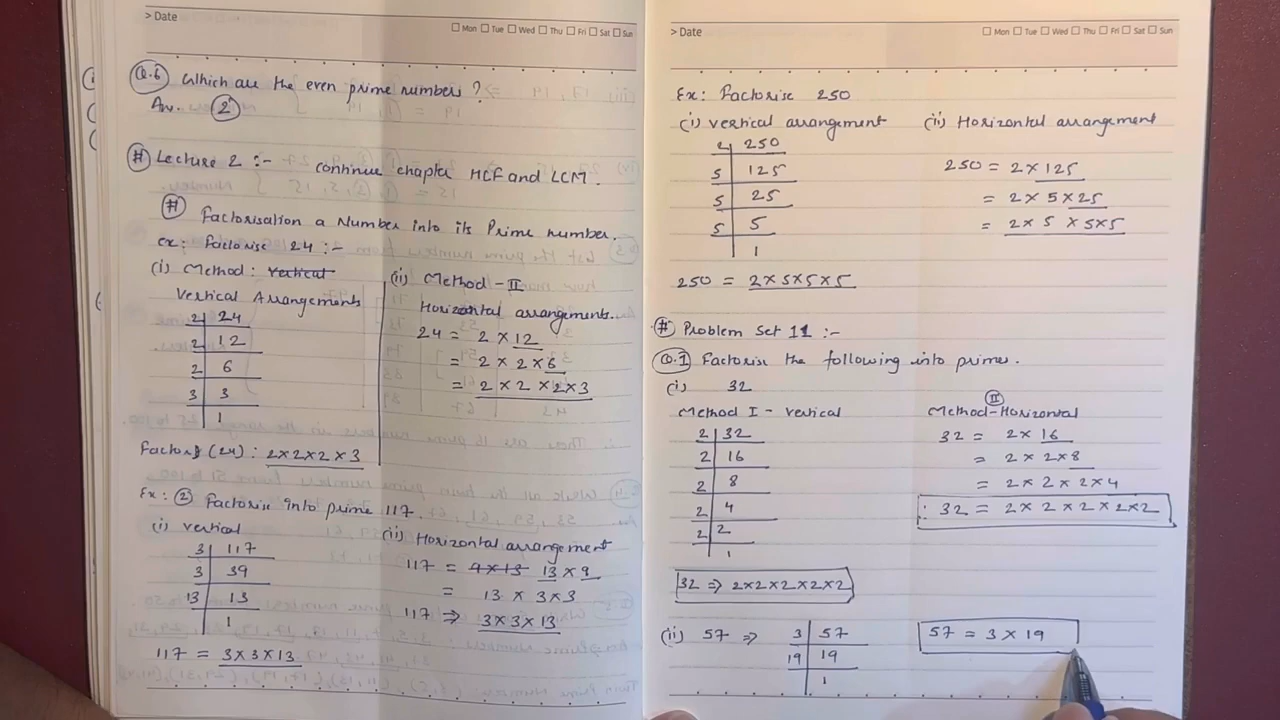 > Date
Mon Tue Wed Thu Fri Sat Sun
Q.6 Which are the even prime numbers?
An. 2
# Lecture 2 :- continue chapter HCF and LCM.
# Factorisation a Number into its Prime number.
ex: Factorise 24 :-
(i) Method : vertical
Vertical Arrangements
2 24
2 12
2 6
3 3
1
Factors (24) : 2×2×2×3
(ii) Method - II
Horizontal arrangements.
24 = 2 × 12
= 2 × 2 × 6
= 2 × 2 × 2 × 3
Ex: 2 Factorise into prime 117.
(i) vertical
3 117
3 39
13 13
1
117 = 3×3×13
(ii) Horizontal arrangement
117 = 9×13 13 × 9
= 13 × 3×3
117 ⇒ 3×3×13
> Date
Mon Tue Wed Thu Fri Sat Sun
Ex: Factorise 250
(i) vertical arrangement
2 250
5 125
5 25
5 5
1
250 = 2×5×5×5
(ii) Horizontal arrangement
250 = 2×125
= 2×5×25
= 2×5×5×5
# Problem Set 11 :-
Q.1 Factorise the following into primes.
(i) 32
Method I - vertical
2 32
2 16
2 8
2 4
2 2
1
32 ⇒ 2×2×2×2×2
II
Method-Horizontal
32 = 2×16
= 2×2×8
= 2×2×2×4
∴ 32 = 2×2×2×2×2
(ii) 57 ⇒ 3 57
19 19
1
57 = 3×19